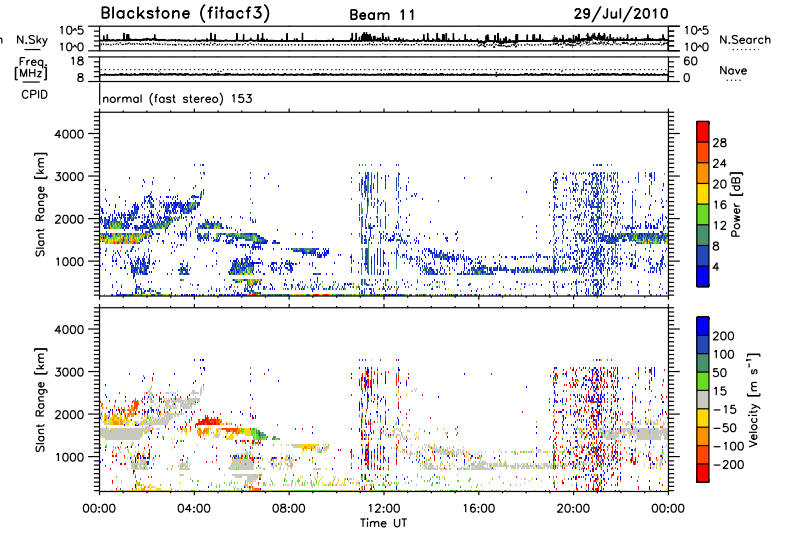 Blackstone (fitacf3)
Beam 11
29/Jul/2010
N.Sky
10^5
10^0
10^5
10^0
N.Search
Freq.
[MHz]
18
8
60
0
Nave
CPID
normal (fast stereo) 153
Slant Range [km]
4000
3000
2000
1000
28
24
20
16
12
8
4
Power [dB]
Slant Range [km]
4000
3000
2000
1000
200
100
50
15
-15
-50
-100
-200
Velocity [m s⁻¹]
00:00
04:00
08:00
12:00
16:00
20:00
00:00
Time UT